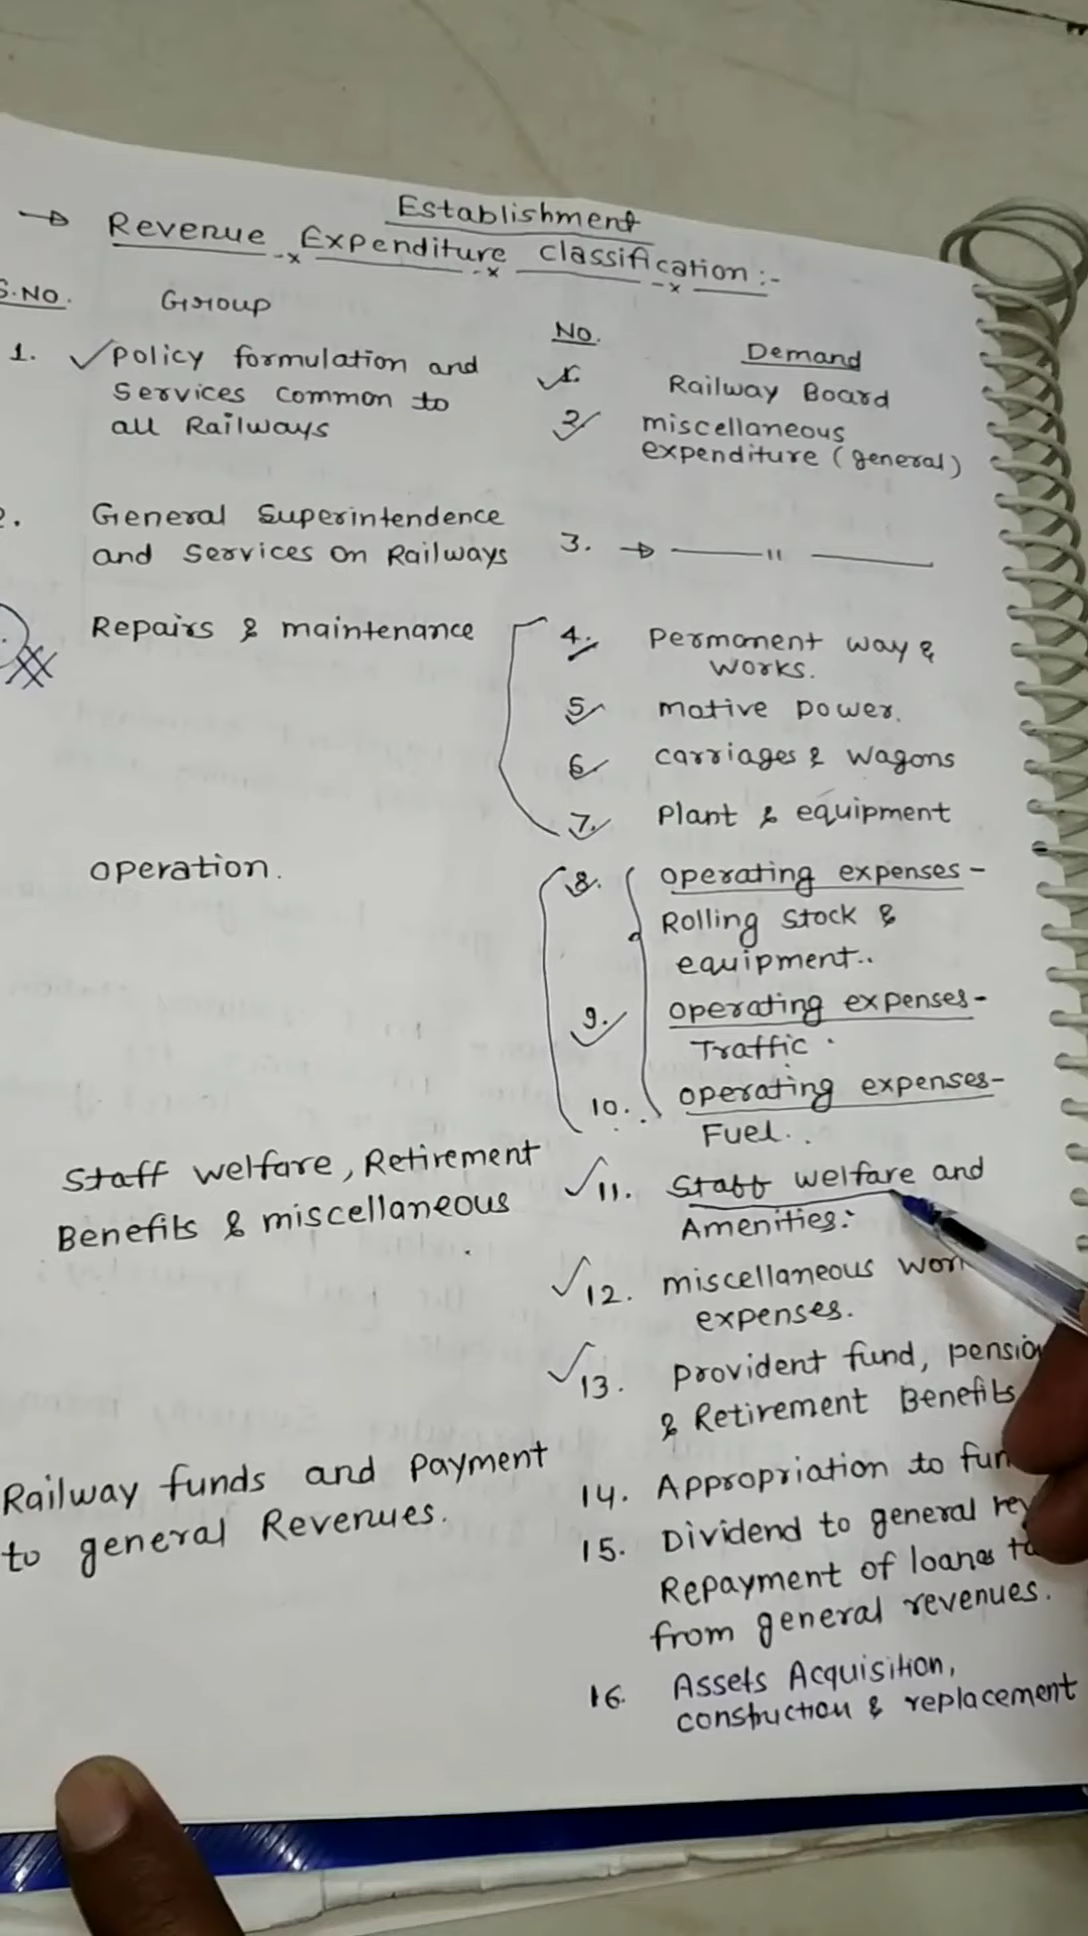 Establishment
→ Revenue Expenditure classification :-
S.NO. Group No. Demand
1. ✓ policy formulation and 1. Railway Board
Services common to 2. miscellaneous
all Railways expenditure (general)
2. General Superintendence
and Services on Railways 3. → —— 11 ——
Repairs & maintenance 4. Permanent way &
works.
5. motive power.
6. carriages & wagons
7. Plant & equipment
operation. 8. operating expenses -
Rolling stock &
equipment..
9. operating expenses-
Traffic.
10. operating expenses-
Fuel..
Staff welfare, Retirement 11. Staff welfare and
Benefits & miscellaneous. Amenities:
12. miscellaneous
expenses.
13. provident fund,
& Retirement Benefits
Railway funds and payment 14. Appropriation to
to general Revenues. 15. Dividend to general
Repayment of loans
from general revenues.
16. Assets Acquisition,
construction & replacement